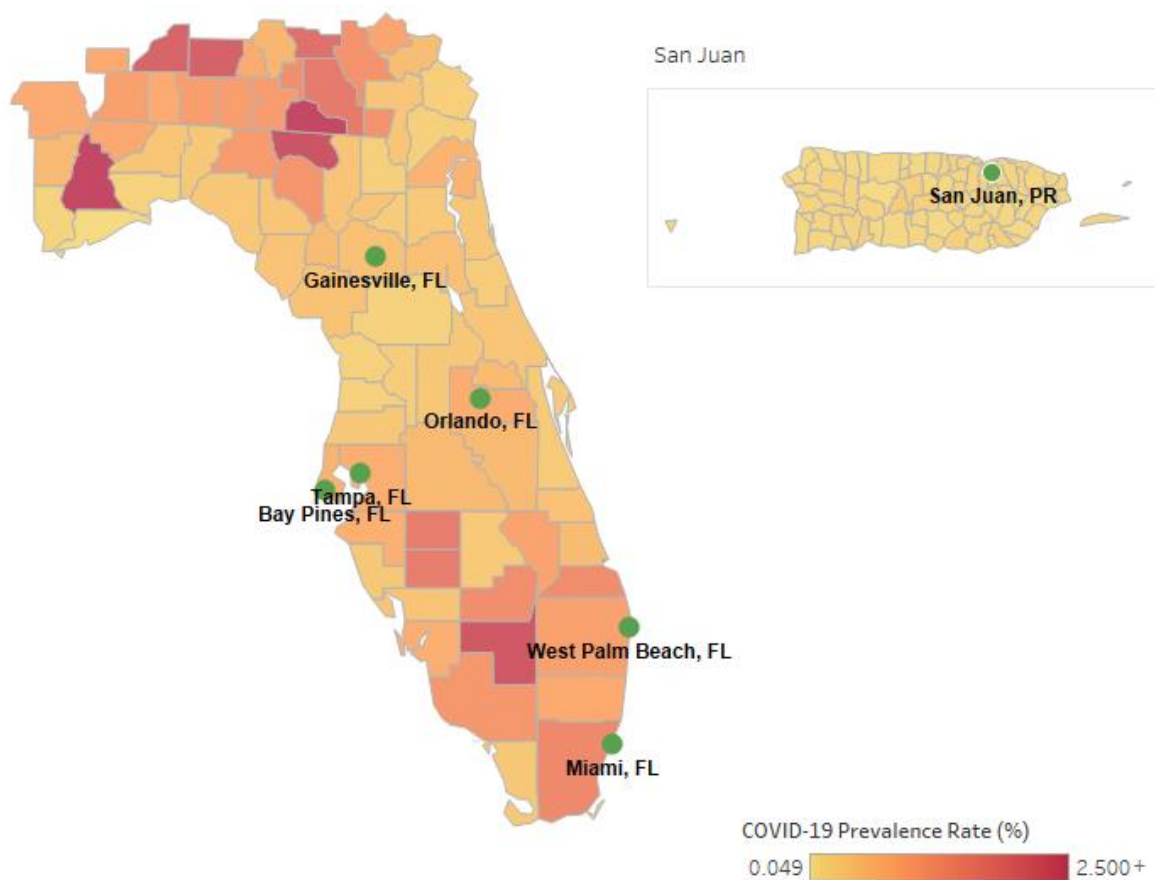 San Juan
San Juan, PR
Gainesville, FL
Orlando, FL
Tampa, FL
Bay Pines, FL
West Palm Beach, FL
Miami, FL
COVID-19 Prevalence Rate (%)
0.049 2.500+